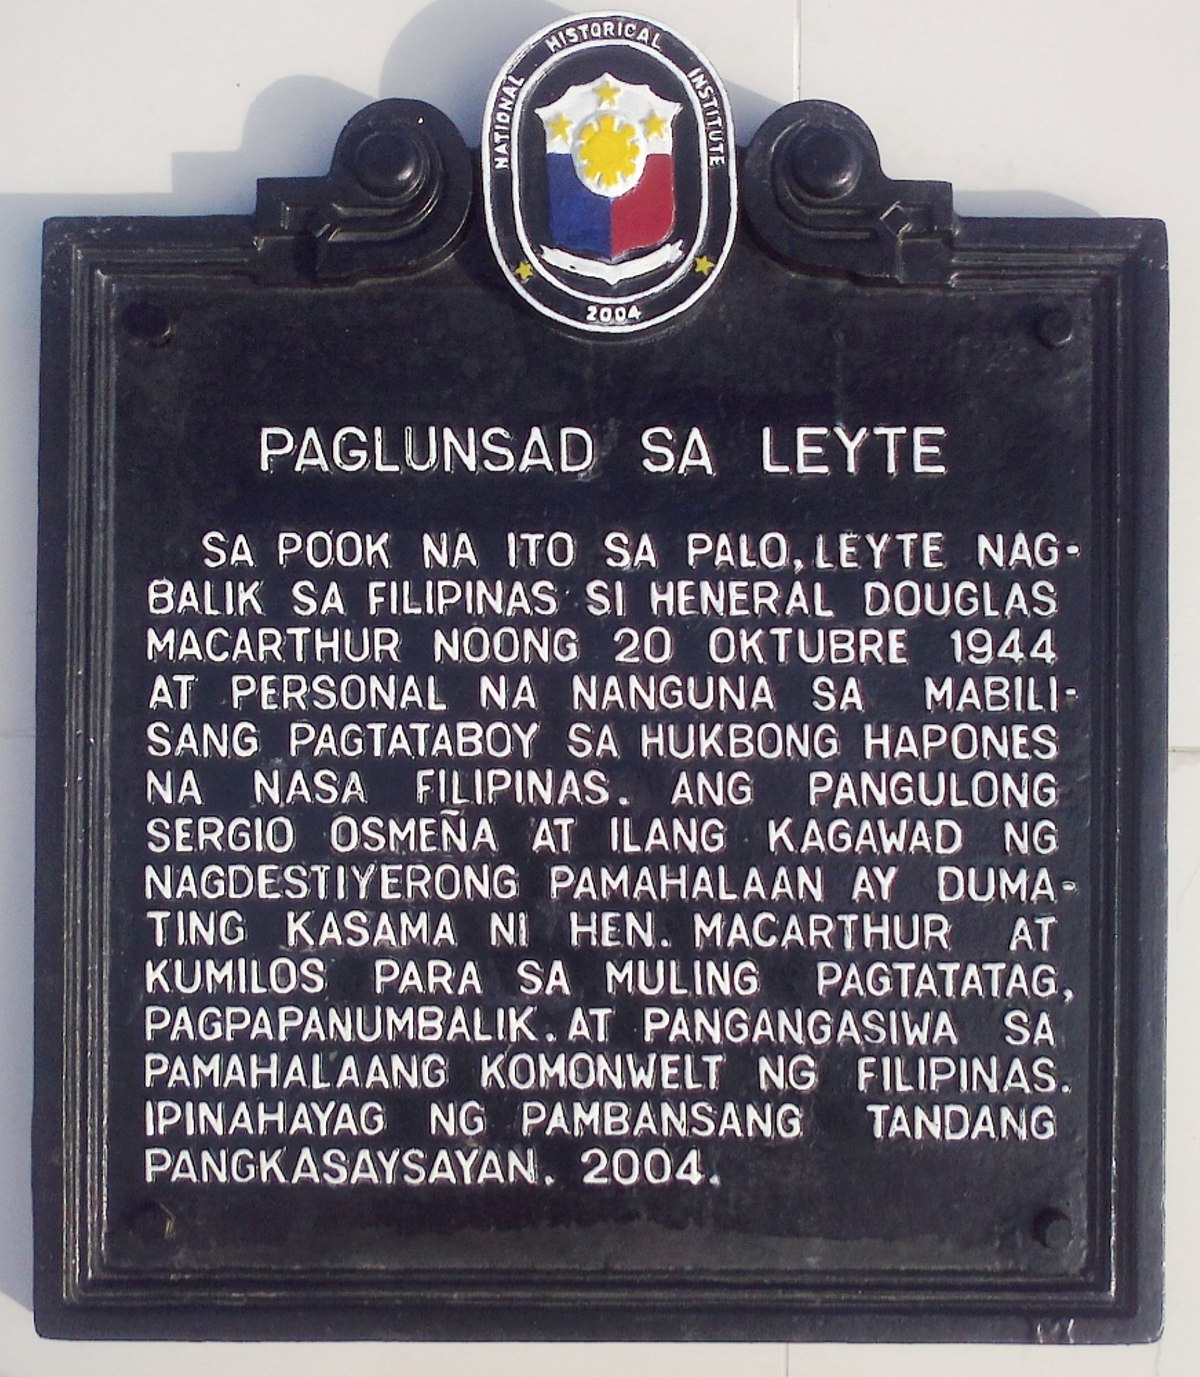 NATIONAL HISTORICAL INSTITUTE
2004
PAGLUNSAD SA LEYTE
SA POOK NA ITO SA PALO, LEYTE NAG-
BALIK SA FILIPINAS SI HENERAL DOUGLAS
MACARTHUR NOONG 20 OKTUBRE 1944
AT PERSONAL NA NANGUNA SA MABILI-
SANG PAGTATABOY SA HUKBONG HAPONES
NA NASA FILIPINAS. ANG PANGULONG
SERGIO OSMEÑA AT ILANG KAGAWAD NG
NAGDESTIYERONG PAMAHALAAN AY DUMA-
TING KASAMA NI HEN. MACARTHUR AT
KUMILOS PARA SA MULING PAGTATATAG,
PAGPAPANUMBALIK. AT PANGANGASIWA SA
PAMAHALAANG KOMONWELT NG FILIPINAS.
IPINAHAYAG NG PAMBANSANG TANDANG
PANGKASAYSAYAN. 2004.